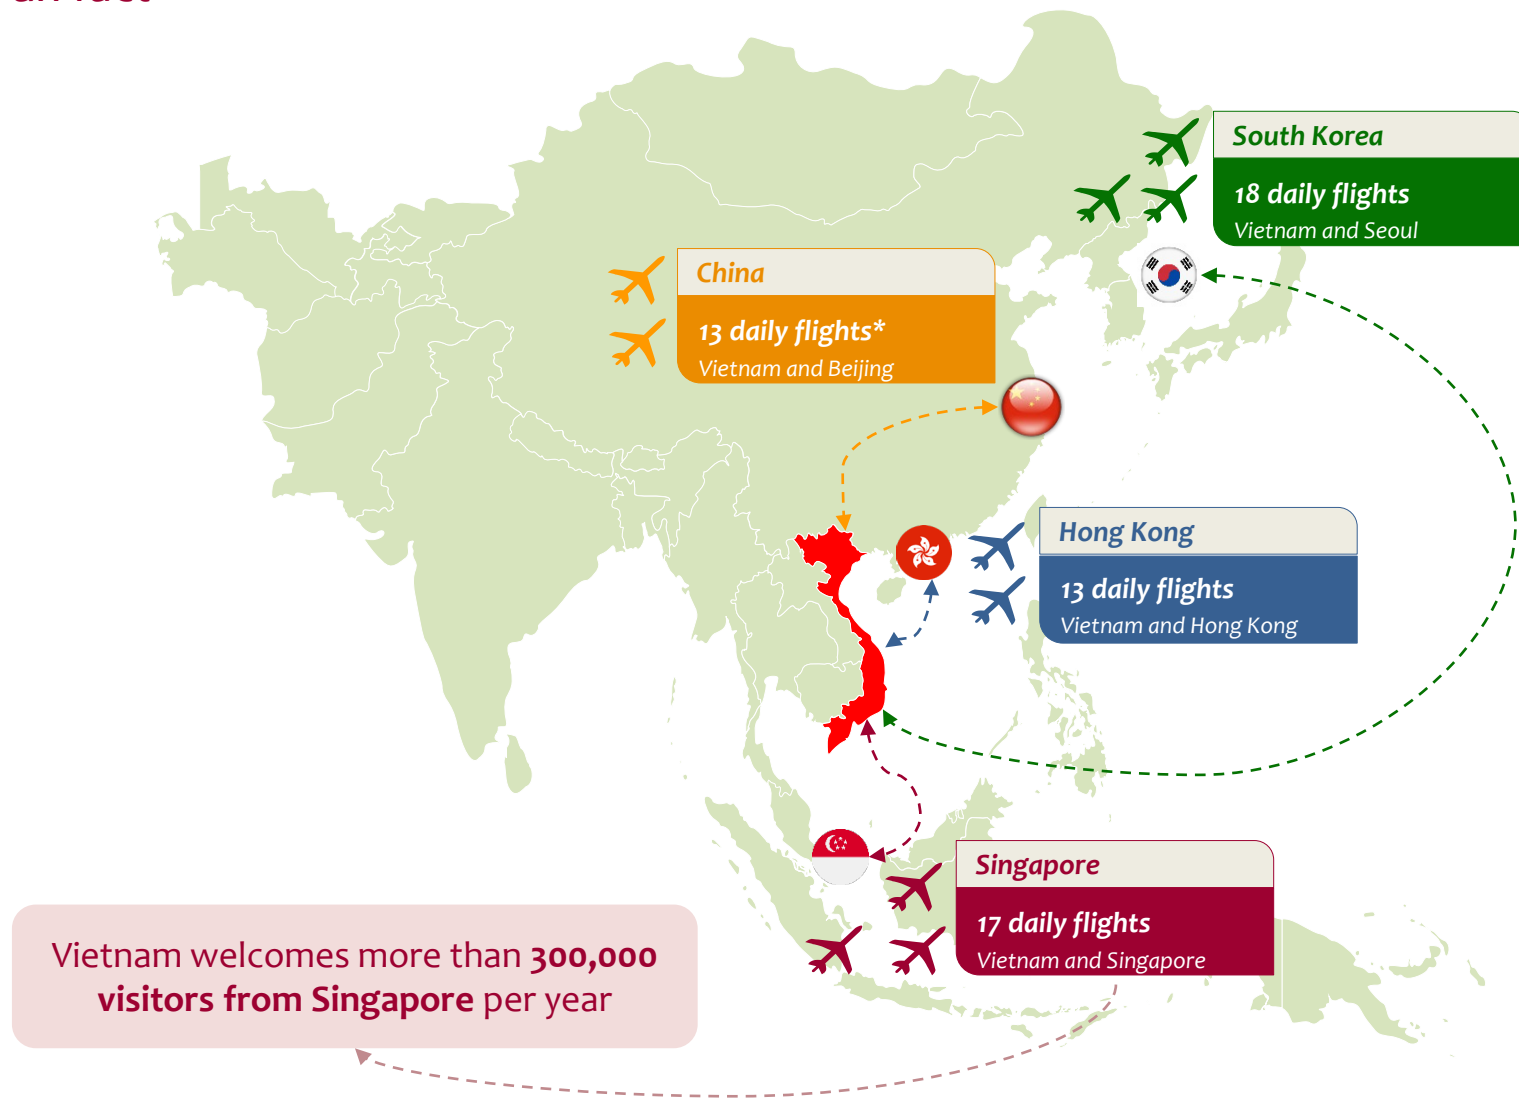 South Korea
18 daily flights
Vietnam and Seoul
China
13 daily flights*
Vietnam and Beijing
Hong Kong
13 daily flights
Vietnam and Hong Kong
Singapore
17 daily flights
Vietnam and Singapore
Vietnam welcomes more than 300,000
visitors from Singapore per year